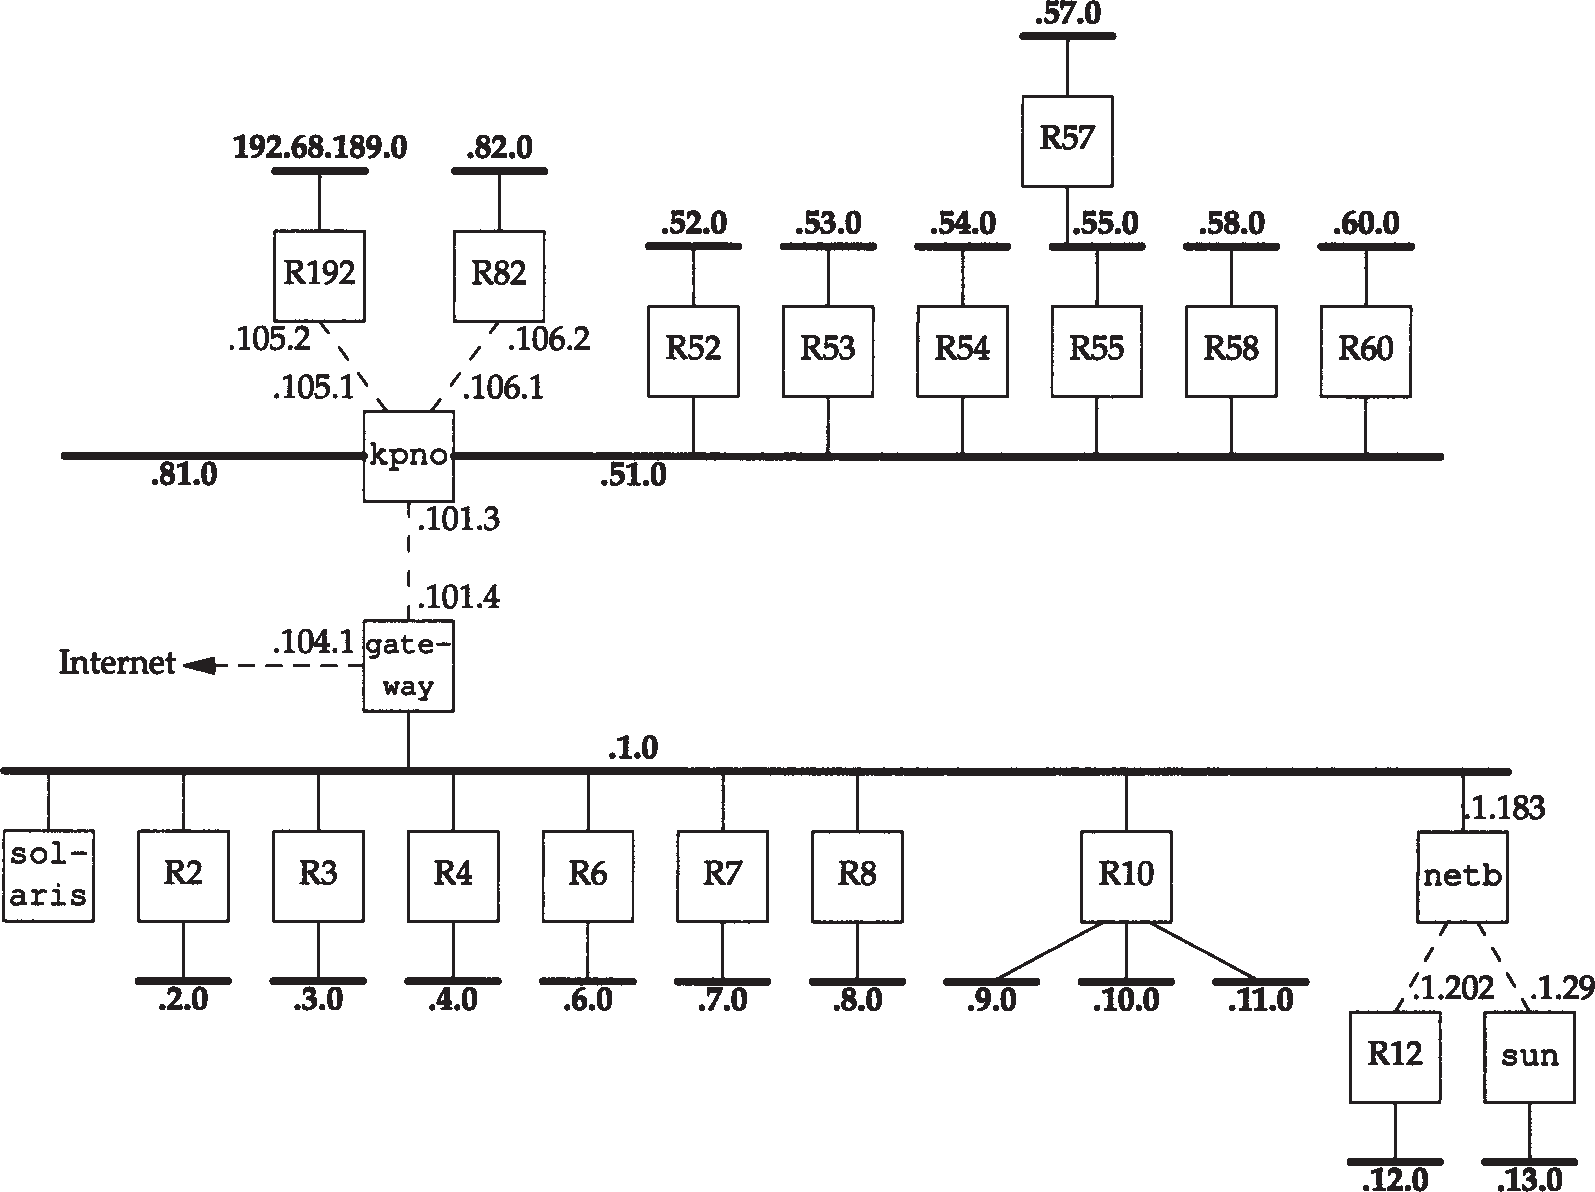 .57.0
R57
192.68.189.0
.82.0
.52.0
.53.0
.54.0
.55.0
.58.0
.60.0
R192
R82
R52
R53
R54
R55
R58
R60
.105.2
.106.2
.105.1
.106.1
kpno
.81.0
.51.0
.101.3
.101.4
Internet
.104.1
gate-
way
.1.0
.1.183
sol-
aris
R2
R3
R4
R6
R7
R8
R10
netb
.2.0
.3.0
.4.0
.6.0
.7.0
.8.0
.9.0
.10.0
.11.0
.1.202
.1.29
R12
sun
.12.0
.13.0